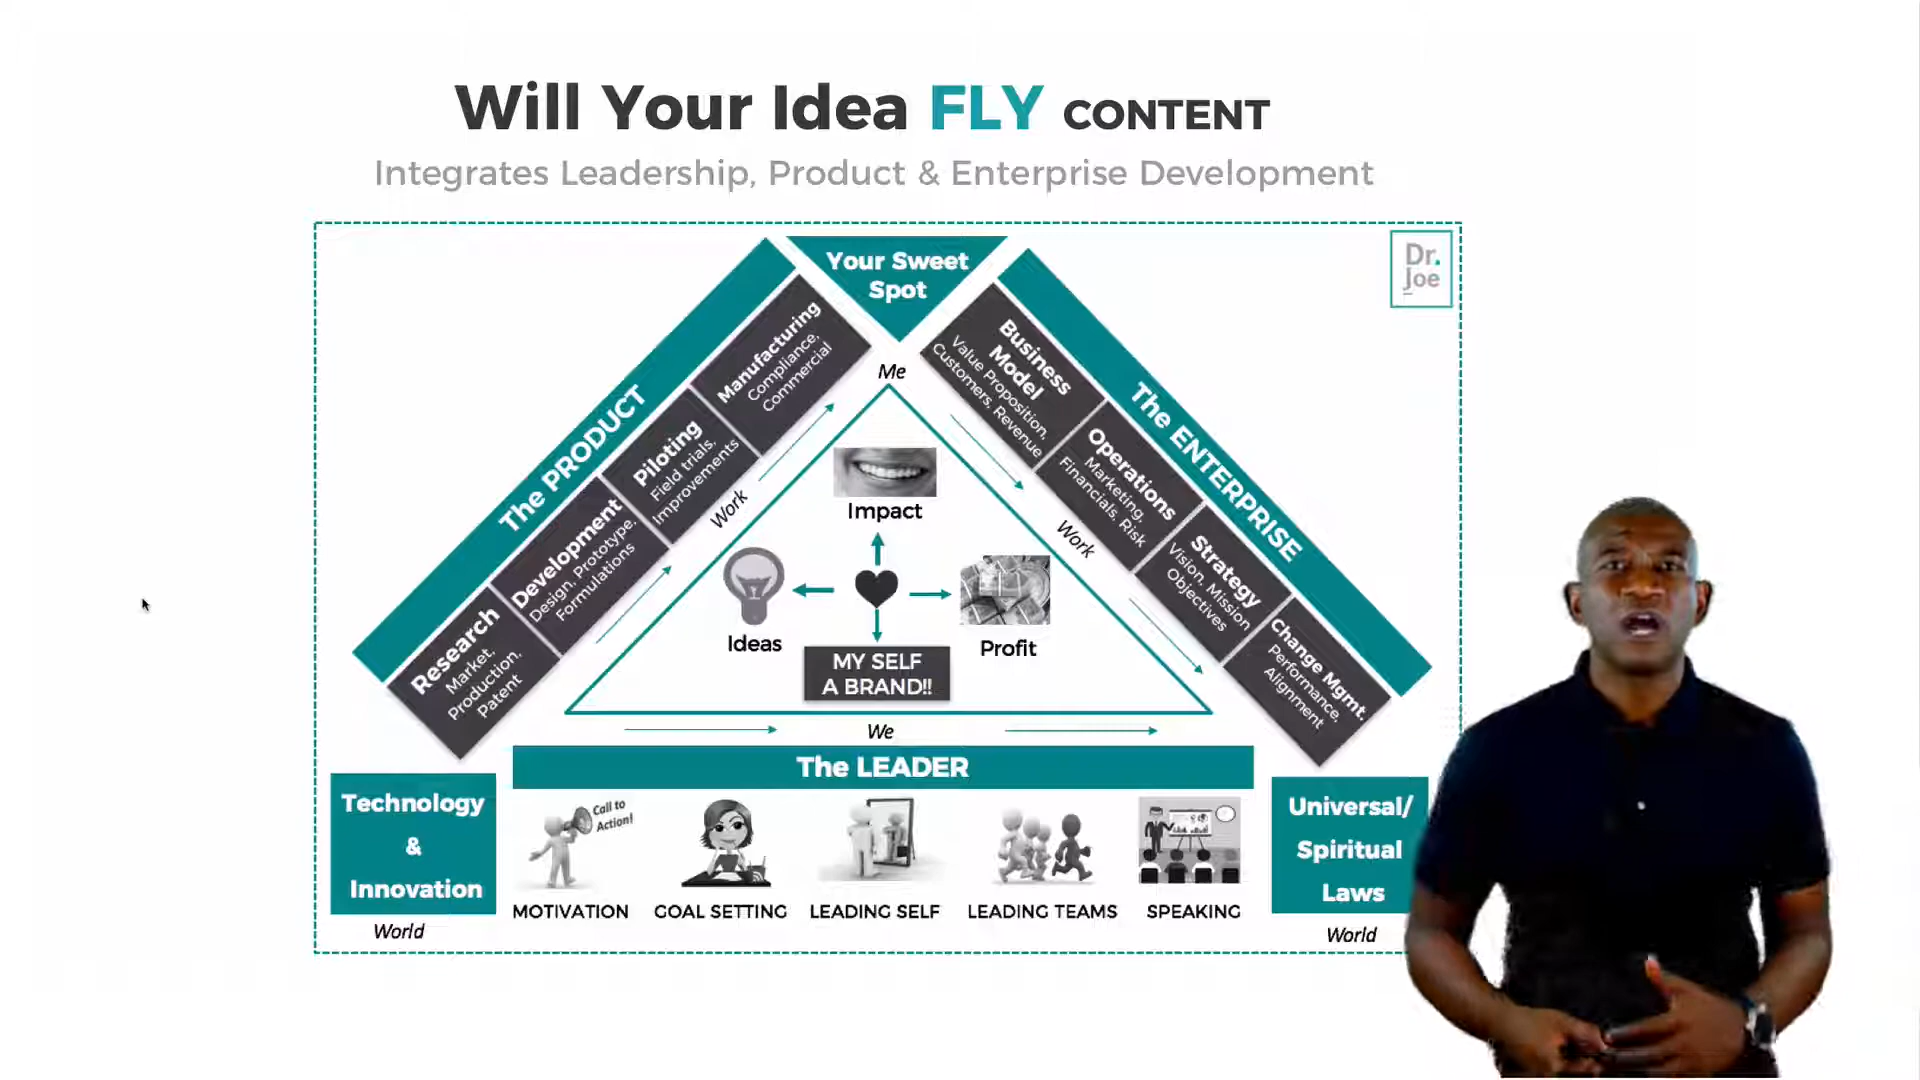 Will Your Idea FLY CONTENT
Integrates Leadership, Product & Enterprise Development
Dr.
Joe
Your Sweet
Spot
The PRODUCT
Manufacturing
Compliance,
Commercial
Piloting
Field trials,
Improvements
Development
Design, Prototype,
Formulations
Research
Market,
Production,
Patent
The ENTERPRISE
Business
Model
Value Proposition,
Customers, Revenue
Operations
Marketing,
Financials, Risk
Strategy
Vision, Mission
Objectives
Change Mgmt.
Performance,
Alignment
Me
Work
Work
Impact
Ideas
Profit
MY SELF
A BRAND!!
We
The LEADER
Call to
Action!
MOTIVATION
GOAL SETTING
LEADING SELF
LEADING TEAMS
SPEAKING
Technology
&
Innovation
World
Universal/
Spiritual
Laws
World